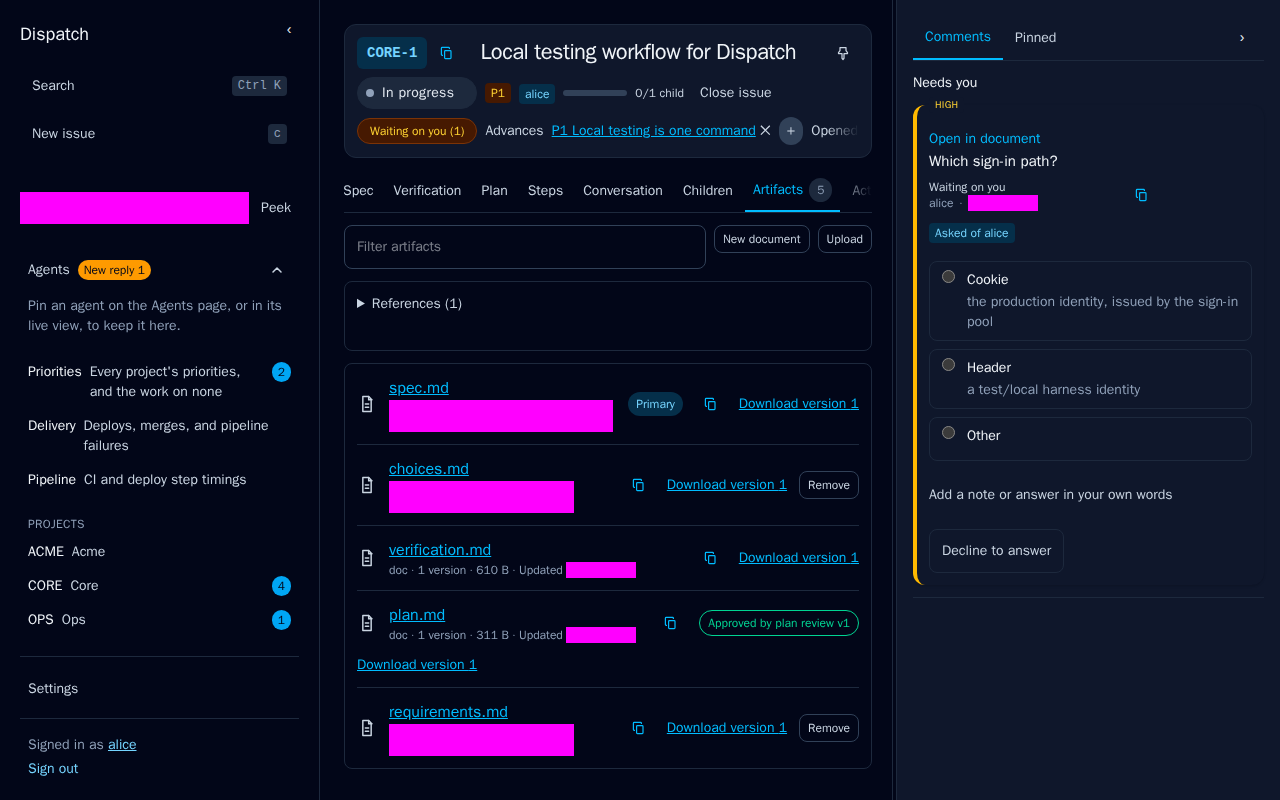 Dispatch
Search
Ctrl K
New issue
C
Peek
Agents
New reply 1
Pin an agent on the Agents page, or in its
live view, to keep it here.
Priorities
Every project's priorities,
and the work on none
2
Delivery
Deploys, merges, and pipeline
failures
Pipeline
CI and deploy step timings
PROJECTS
ACME Acme
CORE Core
4
OPS Ops
1
Settings
Signed in as alice
Sign out
CORE-1
Local testing workflow for Dispatch
In progress
P1
alice
0/1 child
Close issue
Waiting on you (1)
Advances
P1 Local testing is one command
+
Opened
Spec
Verification
Plan
Steps
Conversation
Children
Artifacts 5
Act
Filter artifacts
New document
Upload
References (1)
spec.md
Primary
Download version 1
choices.md
Download version 1
Remove
verification.md
doc · 1 version · 610 B · Updated
Download version 1
plan.md
doc · 1 version · 311 B · Updated
Approved by plan review v1
Download version 1
requirements.md
Download version 1
Remove
Comments
Pinned
Needs you
HIGH
Open in document
Which sign-in path?
Waiting on you
alice ·
Asked of alice
Cookie
the production identity, issued by the sign-in
pool
Header
a test/local harness identity
Other
Add a note or answer in your own words
Decline to answer